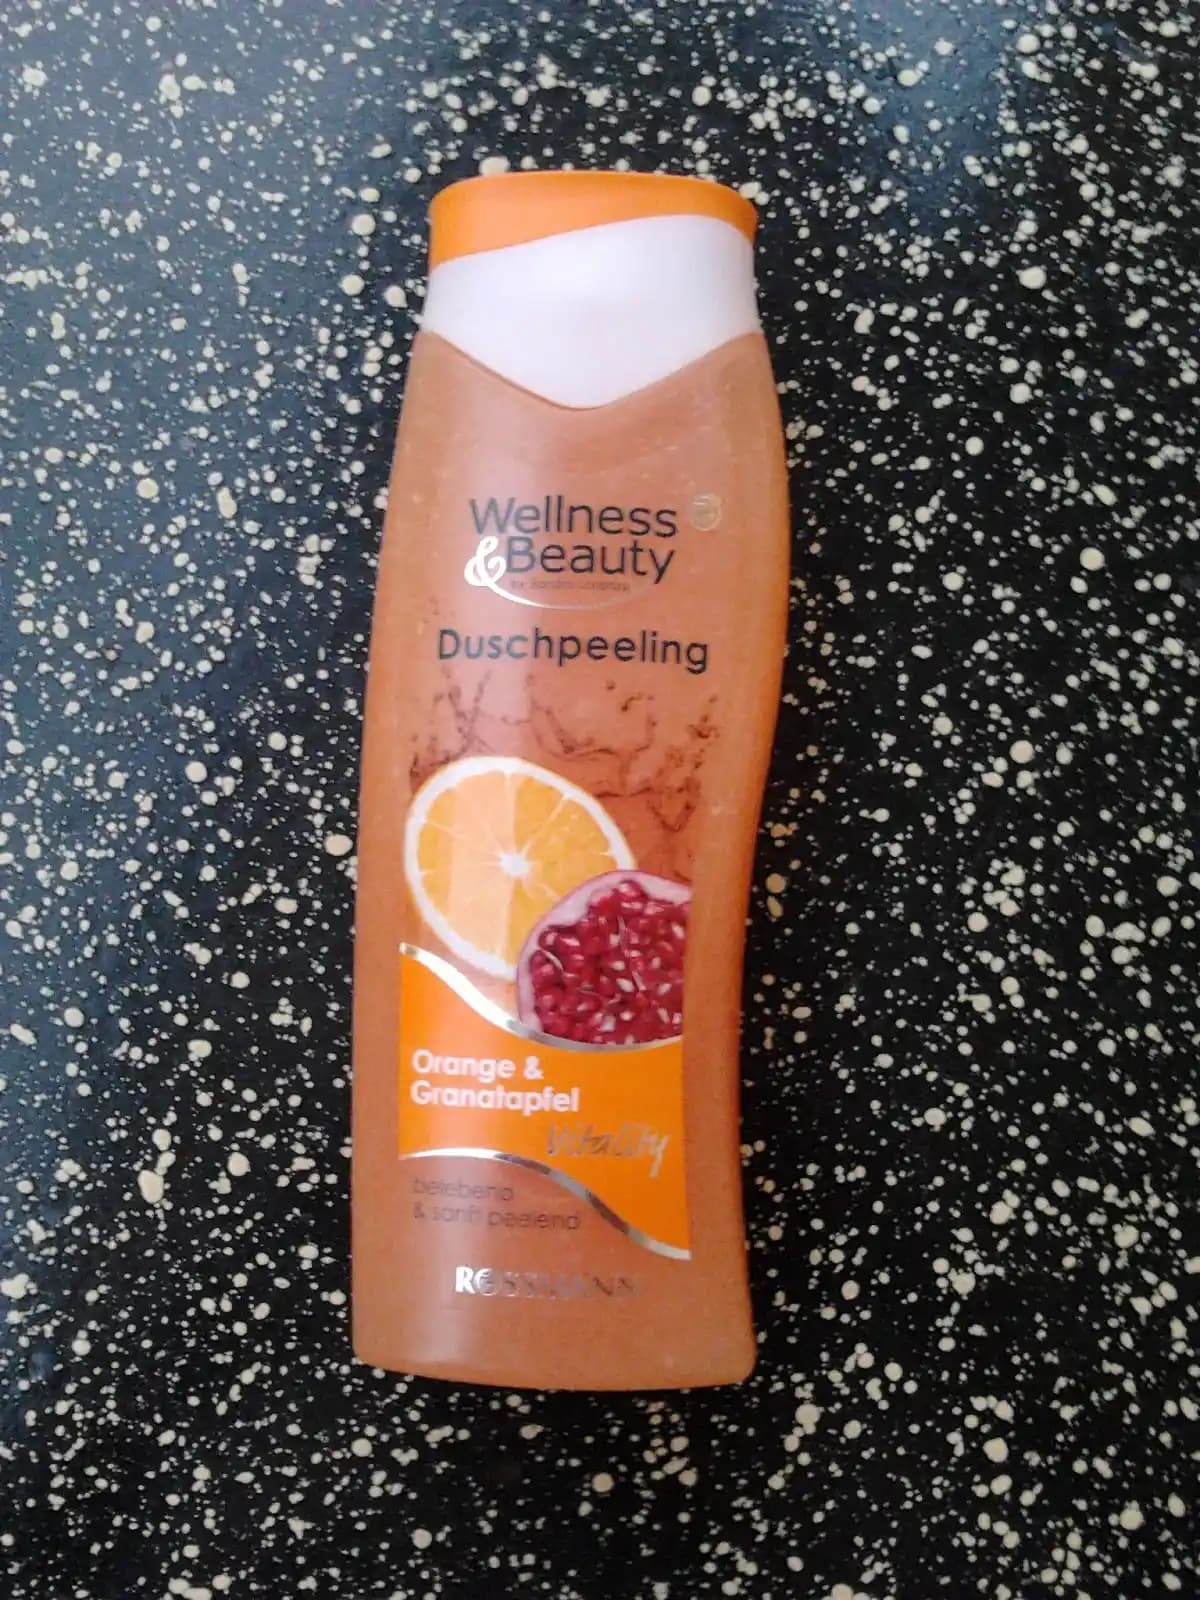 Wellness
&Beauty
Duschpeeling
Orange &
Granatapfel
Vitality
belebend
& sanft peelend
ROSSMANN